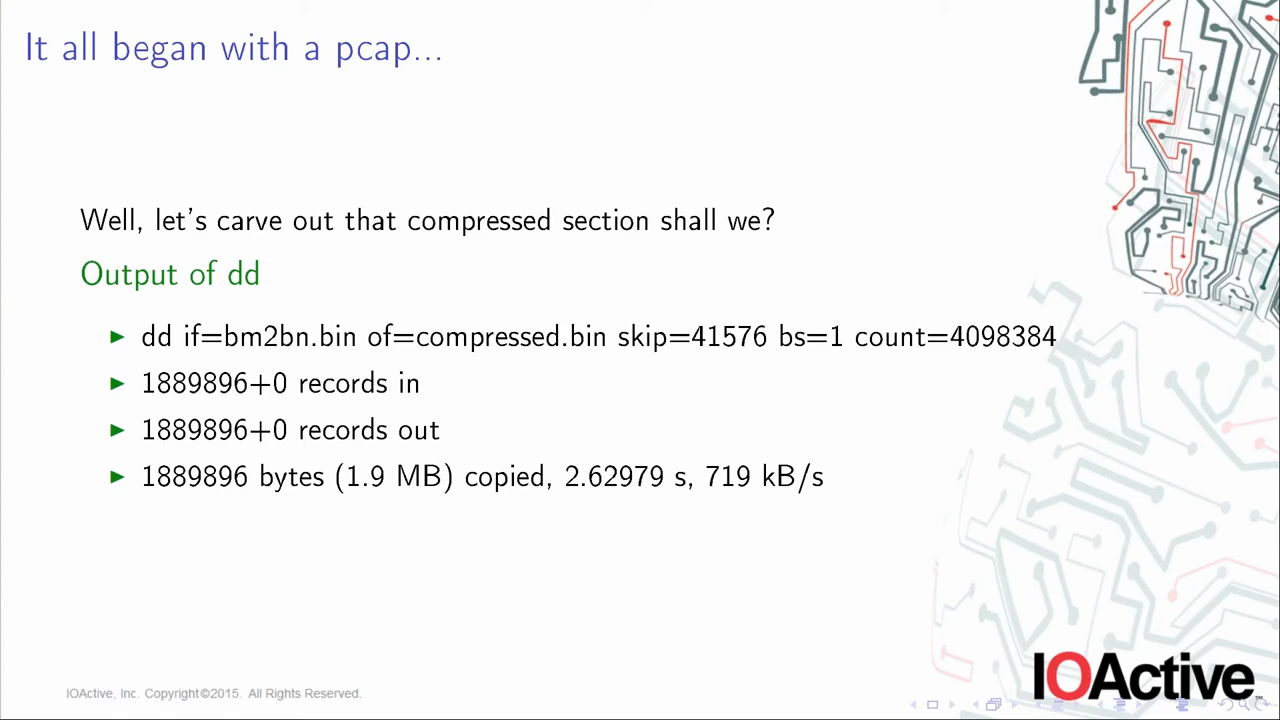 It all began with a pcap...
Well, let's carve out that compressed section shall we?
Output of dd
dd if=bm2bn.bin of=compressed.bin skip=41576 bs=1 count=4098384
1889896+0 records in
1889896+0 records out
1889896 bytes (1.9 MB) copied, 2.62979 s, 719 kB/s
IOActive, Inc. Copyright©2015. All Rights Reserved.
IOActive™